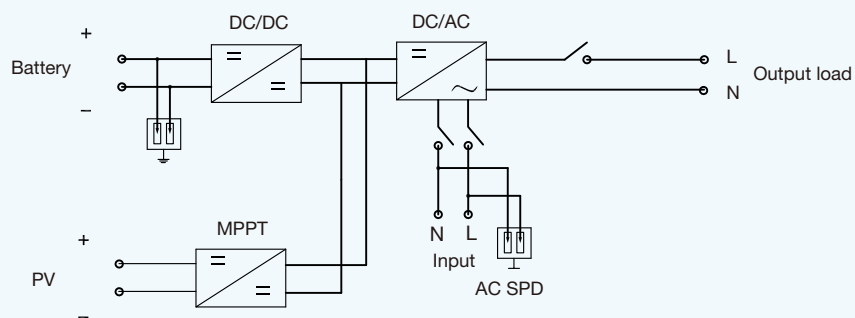 DC/DC
DC/AC
+
Battery
−
L
Output load
N
MPPT
+
PV
−
N L
Input
AC SPD